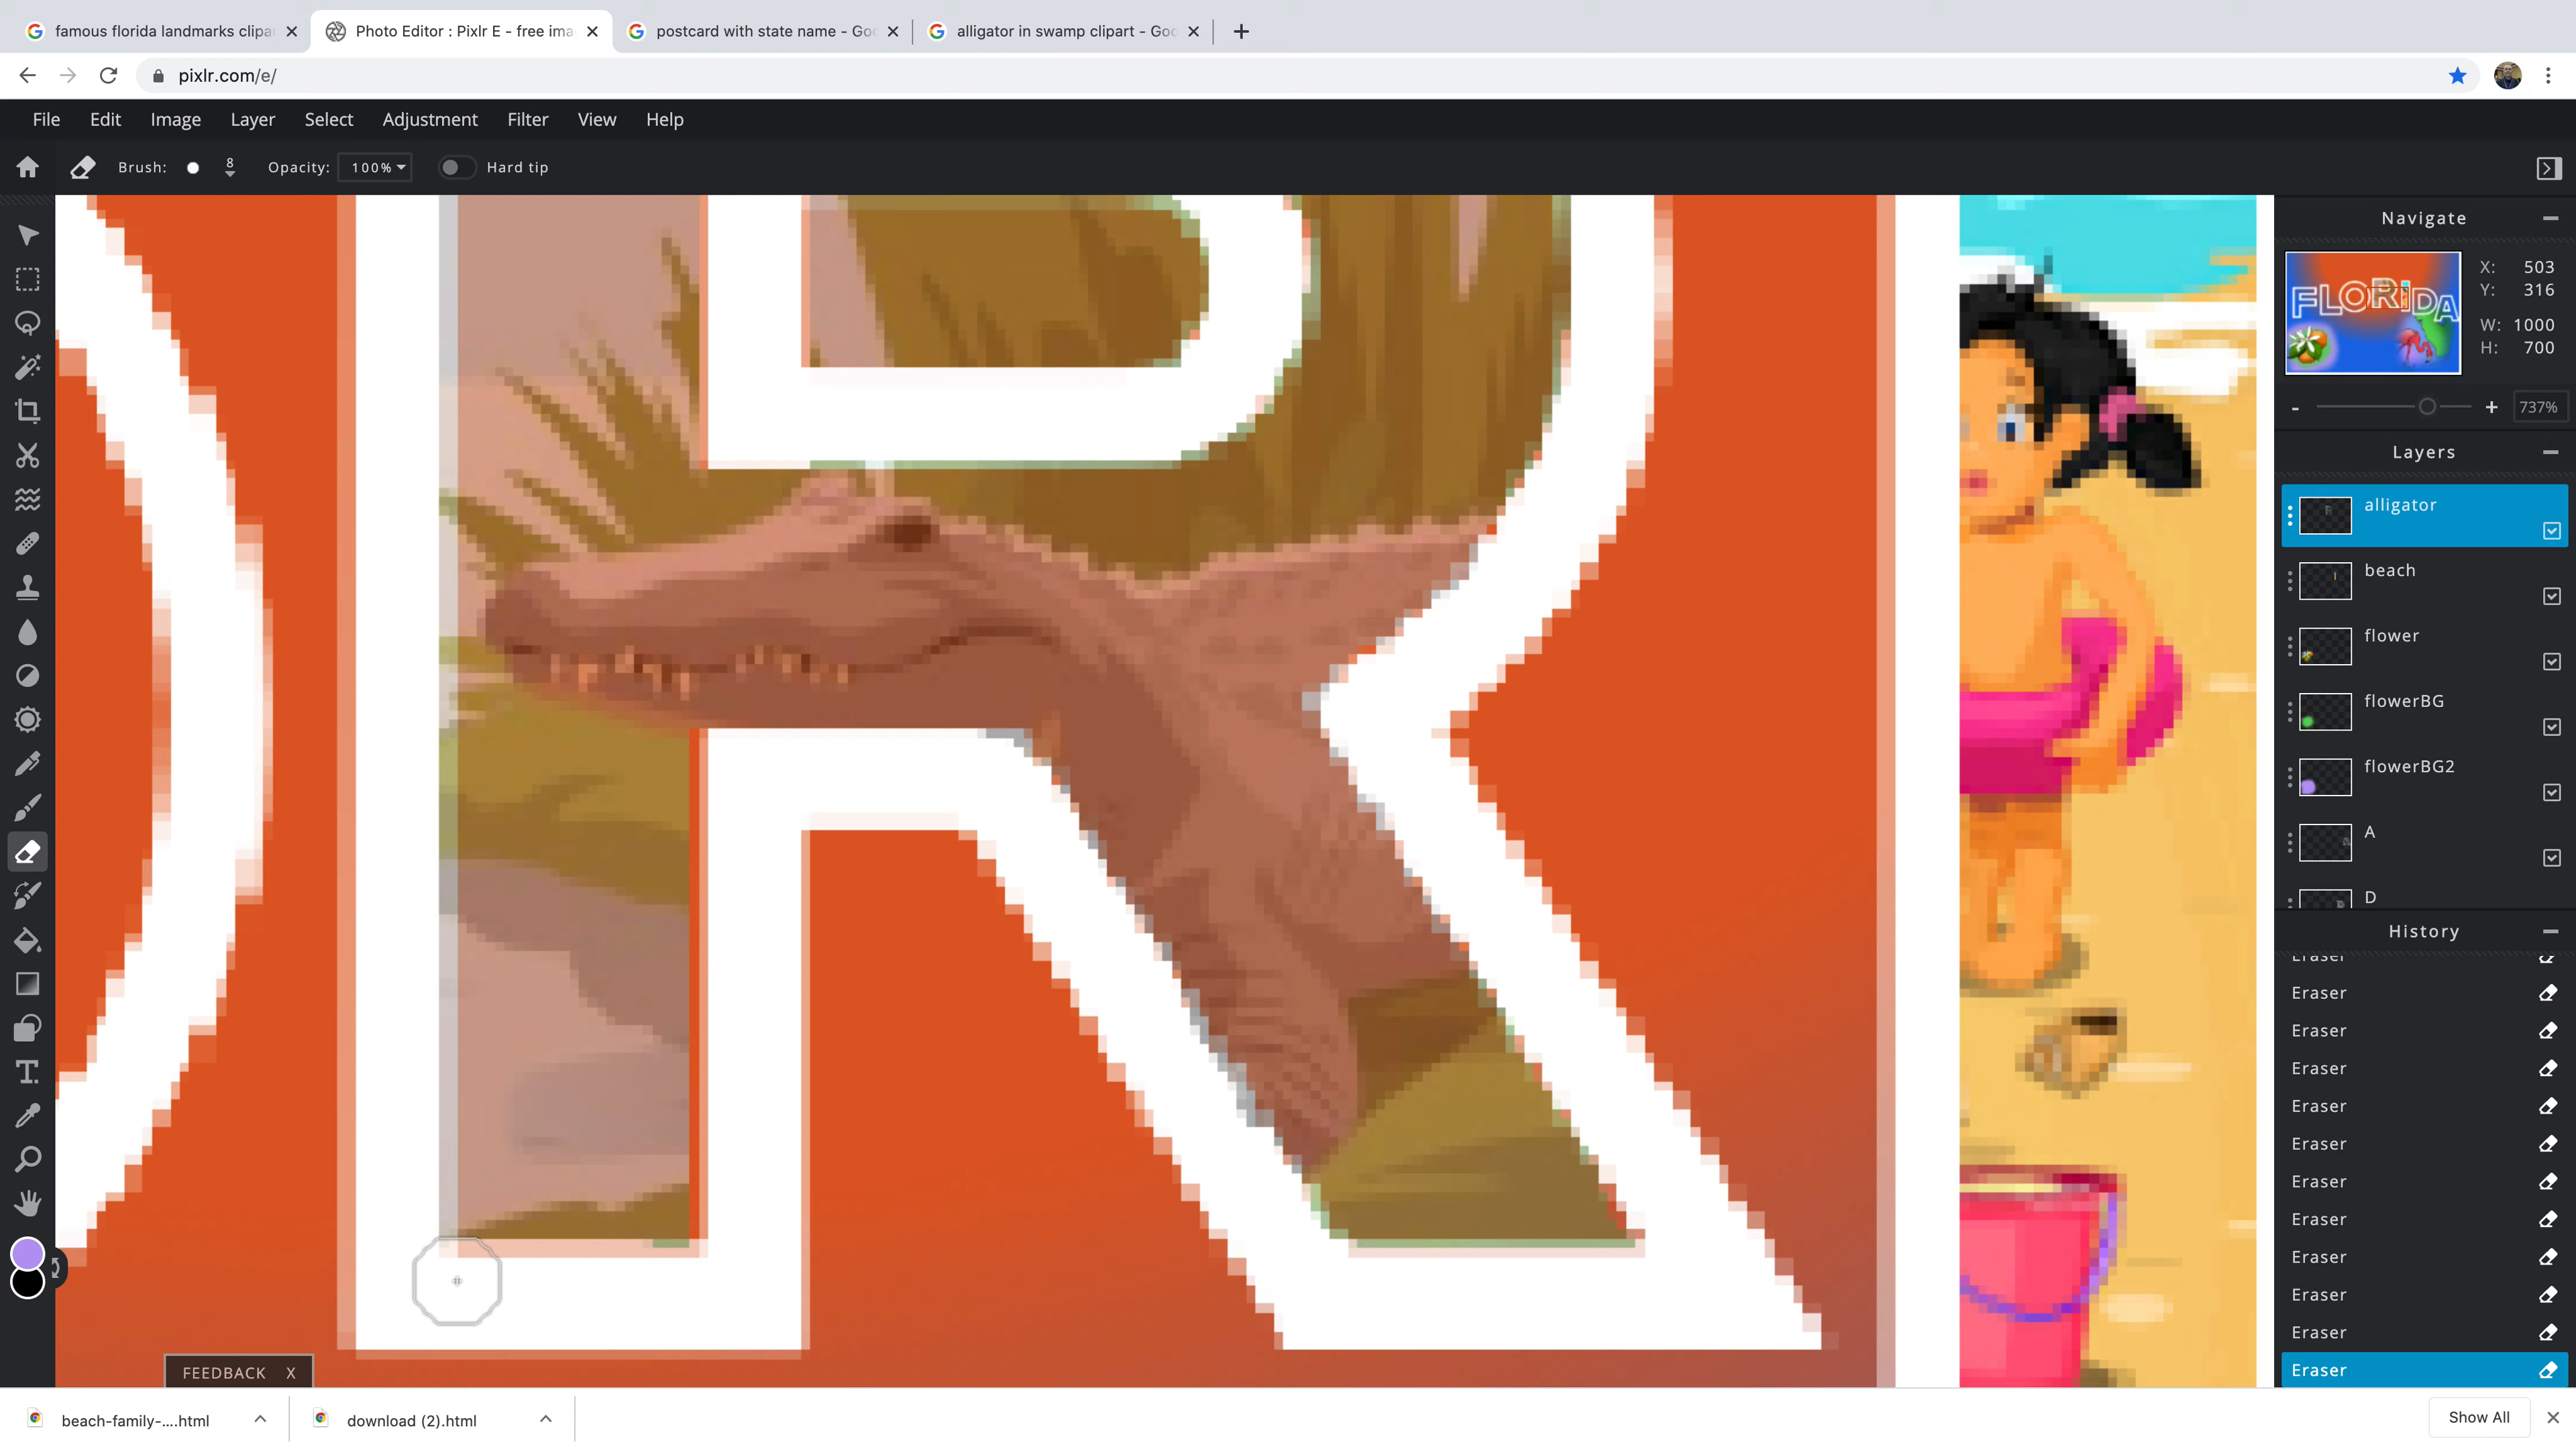 famous florida landmarks clipa
Photo Editor : Pixlr E - free ima
postcard with state name - Goo
alligator in swamp clipart - Goo
pixlr.com/e/
File Edit Image Layer Select Adjustment Filter View Help
Brush: 8 Opacity: 100% Hard tip
Navigate
FLORiDA
X: 503
Y: 316
W: 1000
H: 700
- + 737%
Layers
alligator
beach
flower
flowerBG
flowerBG2
A
D
History
Eraser
Eraser
Eraser
Eraser
Eraser
Eraser
Eraser
Eraser
Eraser
Eraser
Eraser
Eraser
R
FEEDBACK X
beach-family-....html
download (2).html
Show All